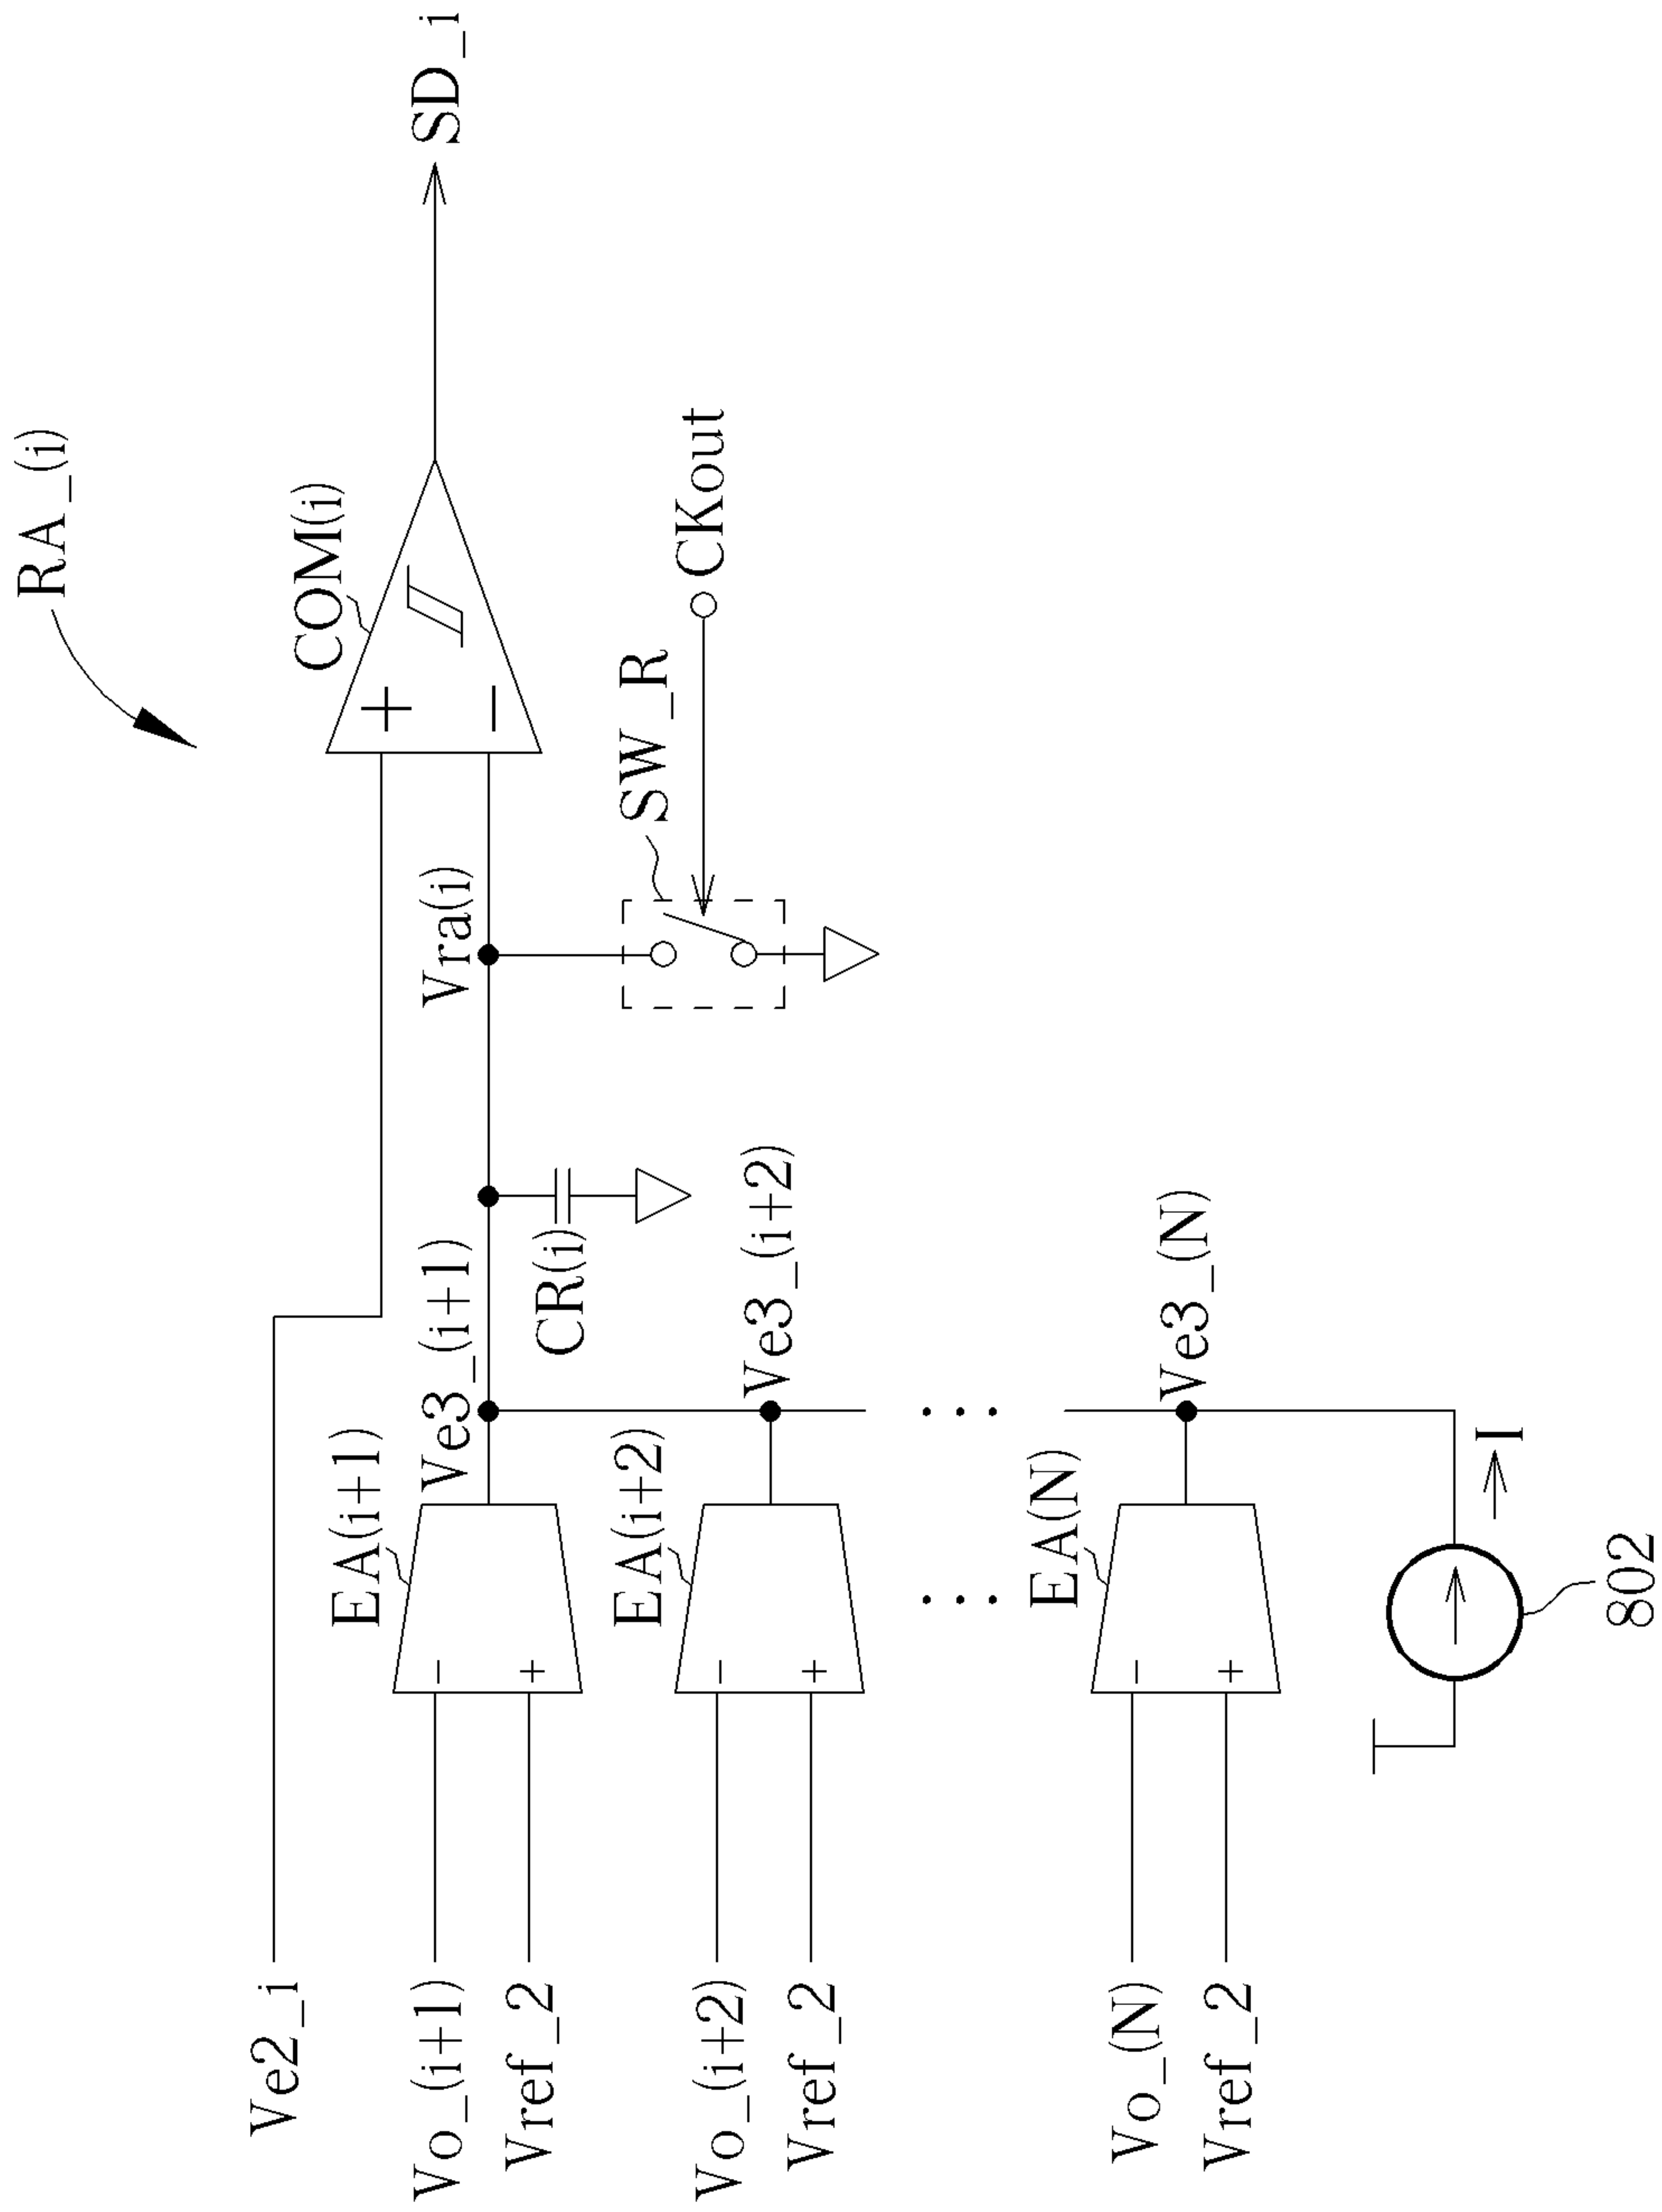 RA_(i)
COM(i)
SD_i
+
−
Vra(i)
SW_R
CKout
Ve2_i
EA(i+1)
Ve3_(i+1)
CR(i)
Vo_(i+1)
−
Vref_2
+
EA(i+2)
Ve3_(i+2)
Vo_(i+2)
−
Vref_2
+
EA(N)
Ve3_(N)
Vo_(N)
−
Vref_2
+
I
802